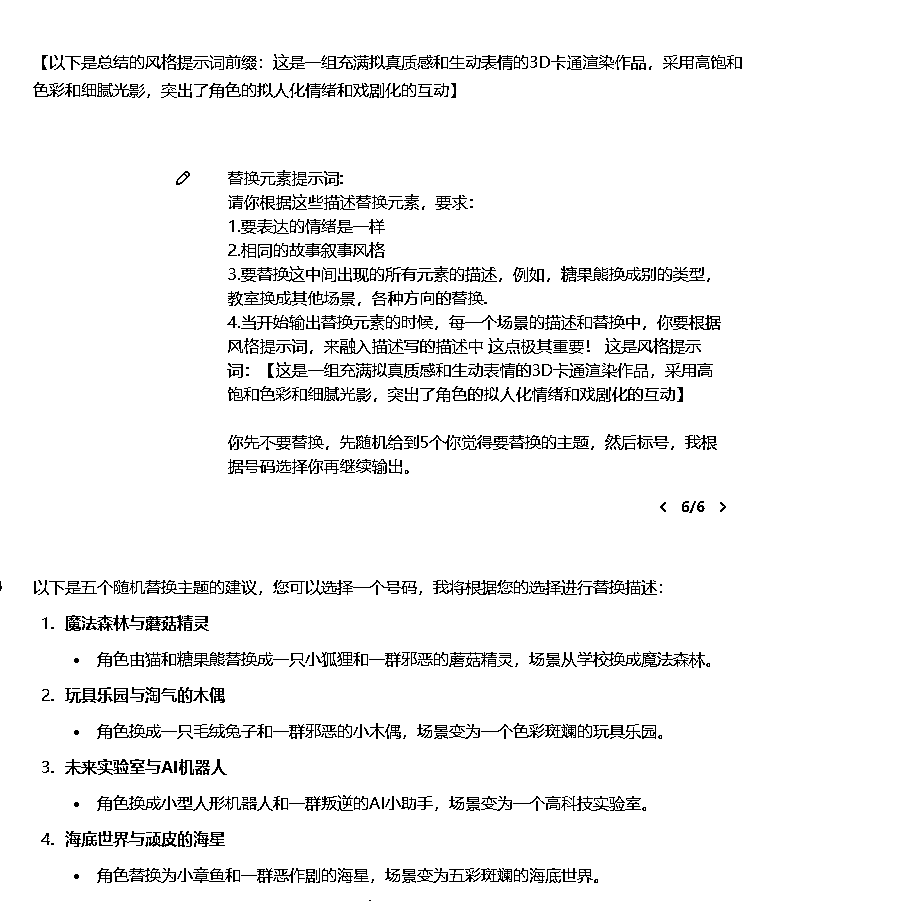 【以下是总结的风格提示词前缀：这是一组充满拟真质感和生动表情的3D卡通渲染作品，采用高饱和
色彩和细腻光影，突出了角色的拟人化情绪和戏剧化的互动】
替换元素提示词:
请你根据这些描述替换元素，要求：
1.要表达的情绪是一样
2.相同的故事叙事风格
3.要替换这中间出现的所有元素的描述，例如，糖果熊换成别的类型，
教室换成其他场景，各种方向的替换.
4.当开始输出替换元素的时候，每一个场景的描述和替换中，你要根据
风格提示词，来融入描述写的描述中 这点极其重要！ 这是风格提示
词：【这是一组充满拟真质感和生动表情的3D卡通渲染作品，采用高
饱和色彩和细腻光影，突出了角色的拟人化情绪和戏剧化的互动】
你先不要替换，先随机给到5个你觉得要替换的主题，然后标号，我根
据号码选择你再继续输出。
< 6/6 >
以下是五个随机替换主题的建议，您可以选择一个号码，我将根据您的选择进行替换描述：
1. 魔法森林与蘑菇精灵
• 角色由猫和糖果熊替换成一只小狐狸和一群邪恶的蘑菇精灵，场景从学校换成魔法森林。
2. 玩具乐园与淘气的木偶
• 角色换成一只毛绒兔子和一群邪恶的小木偶，场景变为一个色彩斑斓的玩具乐园。
3. 未来实验室与AI机器人
• 角色换成小型人形机器人和一群叛逆的AI小助手，场景变为一个高科技实验室。
4. 海底世界与顽皮的海星
• 角色替换为小章鱼和一群恶作剧的海星，场景变为五彩斑斓的海底世界。